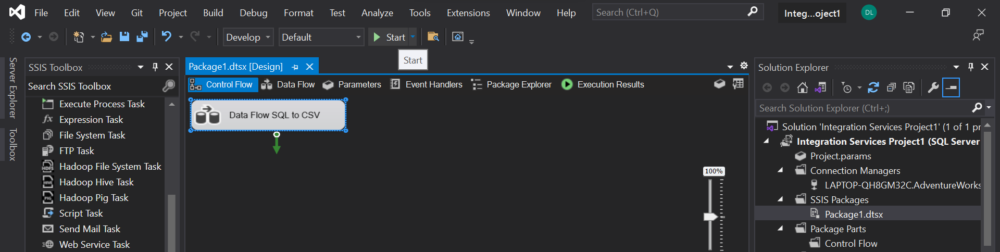 File Edit View Git Project Build Debug Format Test Analyze Tools Extensions Window Help Search (Ctrl+Q) Integ...oject1 DL
Develop Default Start
Start
Server Explorer
Toolbox
SSIS Toolbox
Search SSIS Toolbox
Execute Process Task
Expression Task
File System Task
FTP Task
Hadoop File System Task
Hadoop Hive Task
Hadoop Pig Task
Script Task
Send Mail Task
Web Service Task
Package1.dtsx [Design]
Control Flow Data Flow Parameters Event Handlers Package Explorer Execution Results
Data Flow SQL to CSV
100%
Solution Explorer
Search Solution Explorer (Ctrl+;)
Solution 'Integration Services Project1' (1 of 1 pr
Integration Services Project1 (SQL Server
Project.params
Connection Managers
LAPTOP-QH8GM32C.AdventureWorks
SSIS Packages
Package1.dtsx
Package Parts
Control Flow